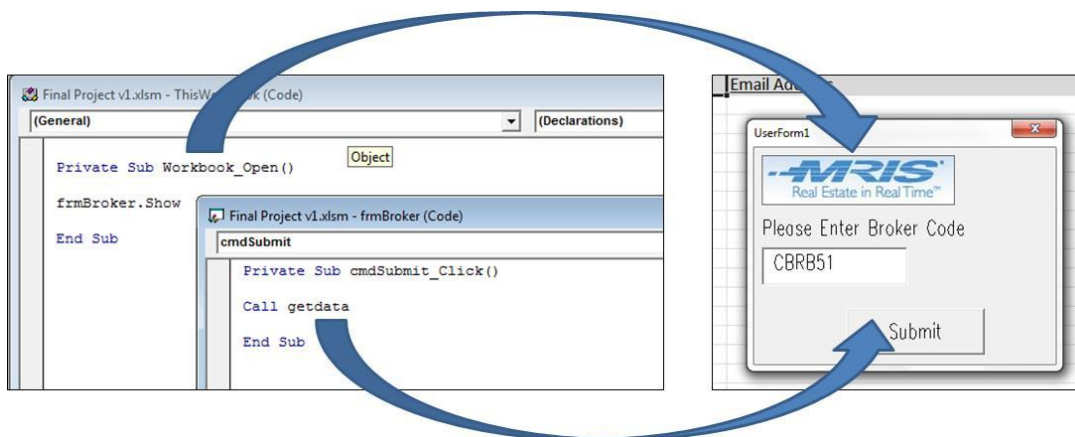 Final Project v1.xlsm - ThisW k (Code)
(General)
(Declarations)
Object
Private Sub Workbook_Open()
frmBroker.Show
End Sub
Final Project v1.xlsm - frmBroker (Code)
cmdSubmit
Private Sub cmdSubmit_Click()
Call getdata
End Sub
Email Ad
UserForm1
MRIS
Real Estate in Real Time™
Please Enter Broker Code
CBRB51
Submit